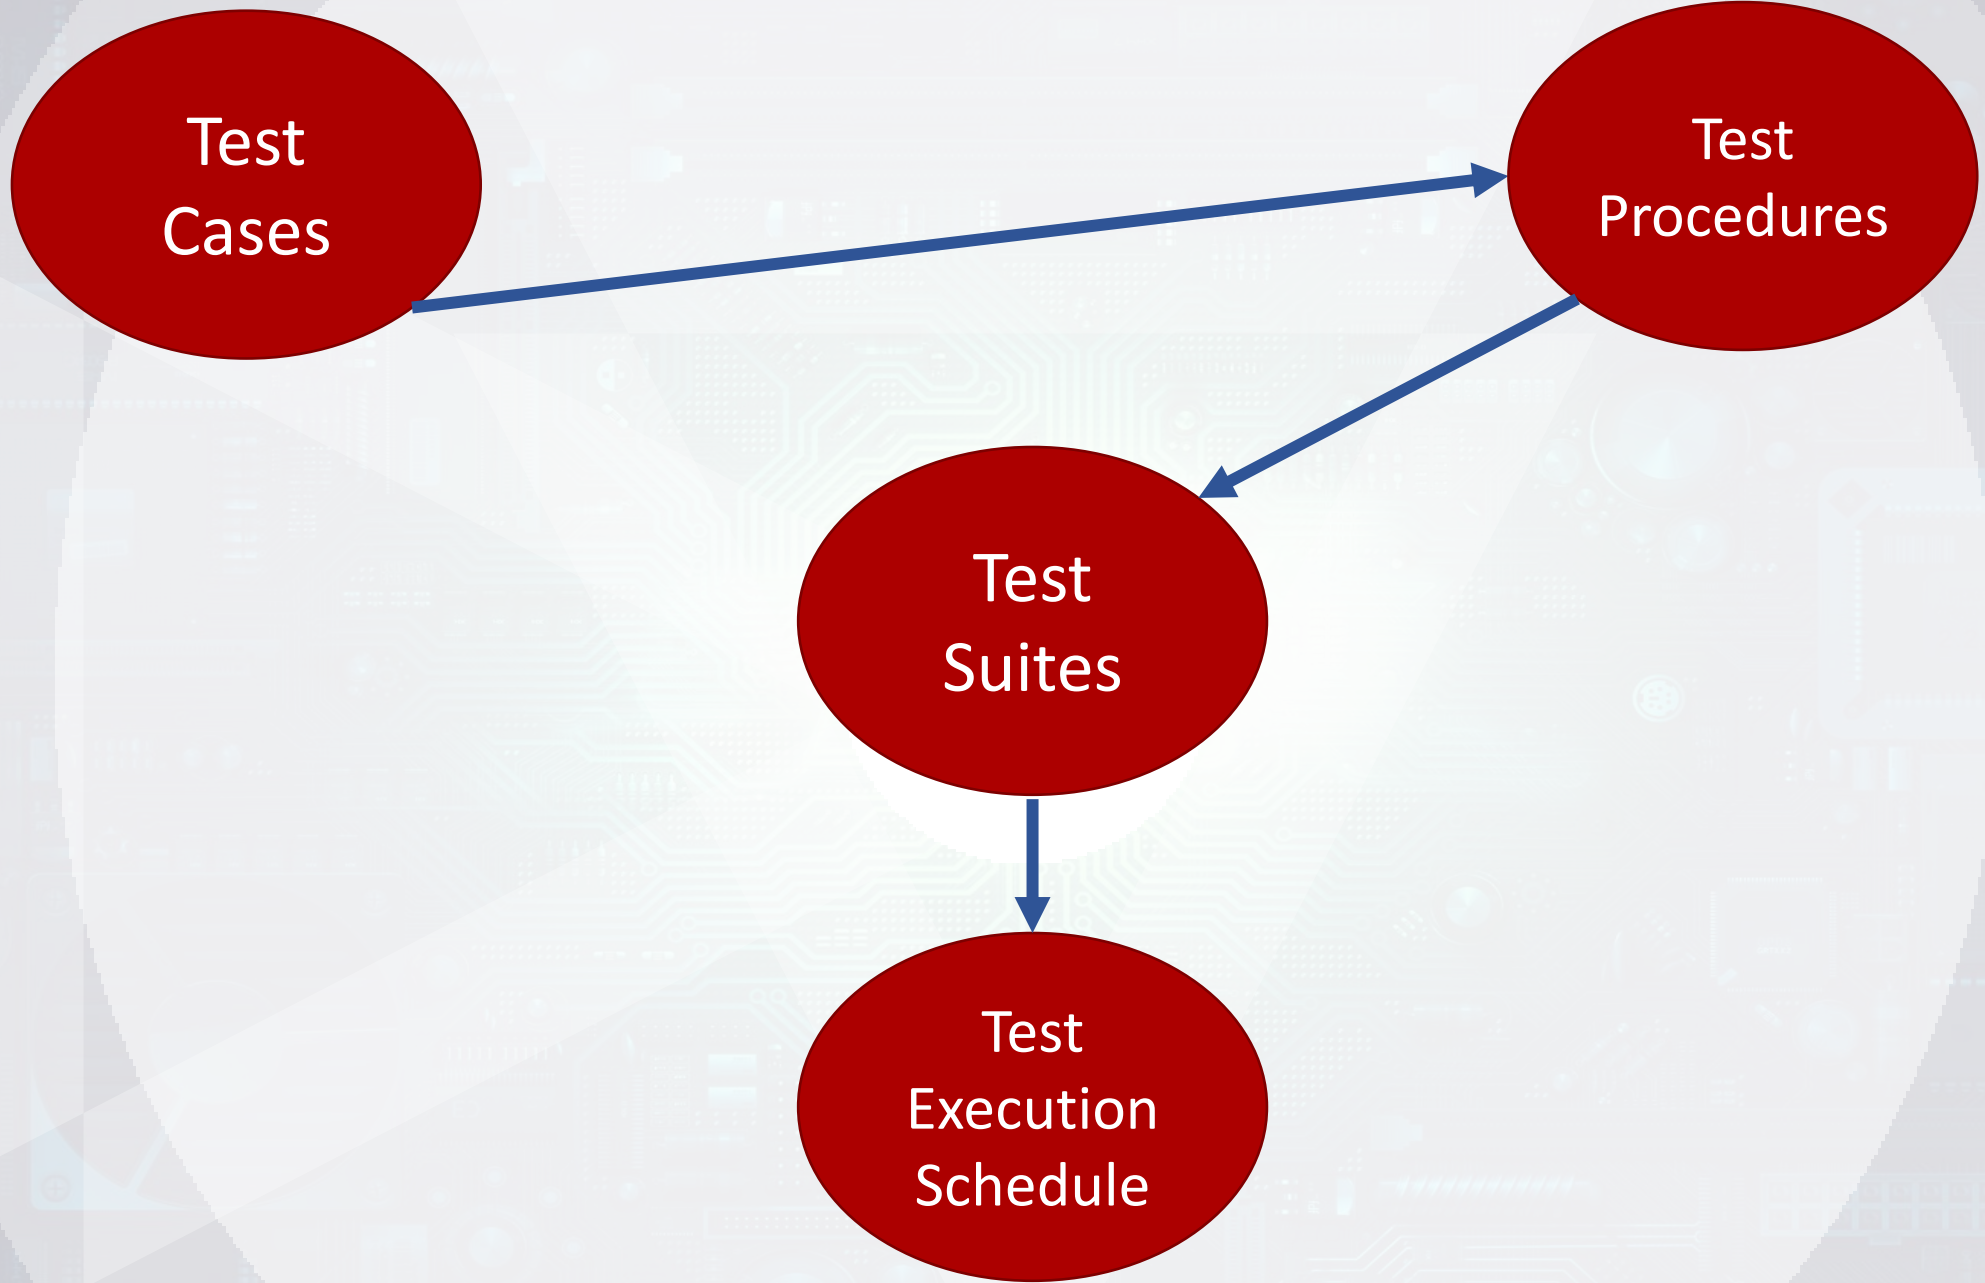 Test
Cases
Test
Procedures
Test
Suites
Test
Execution
Schedule